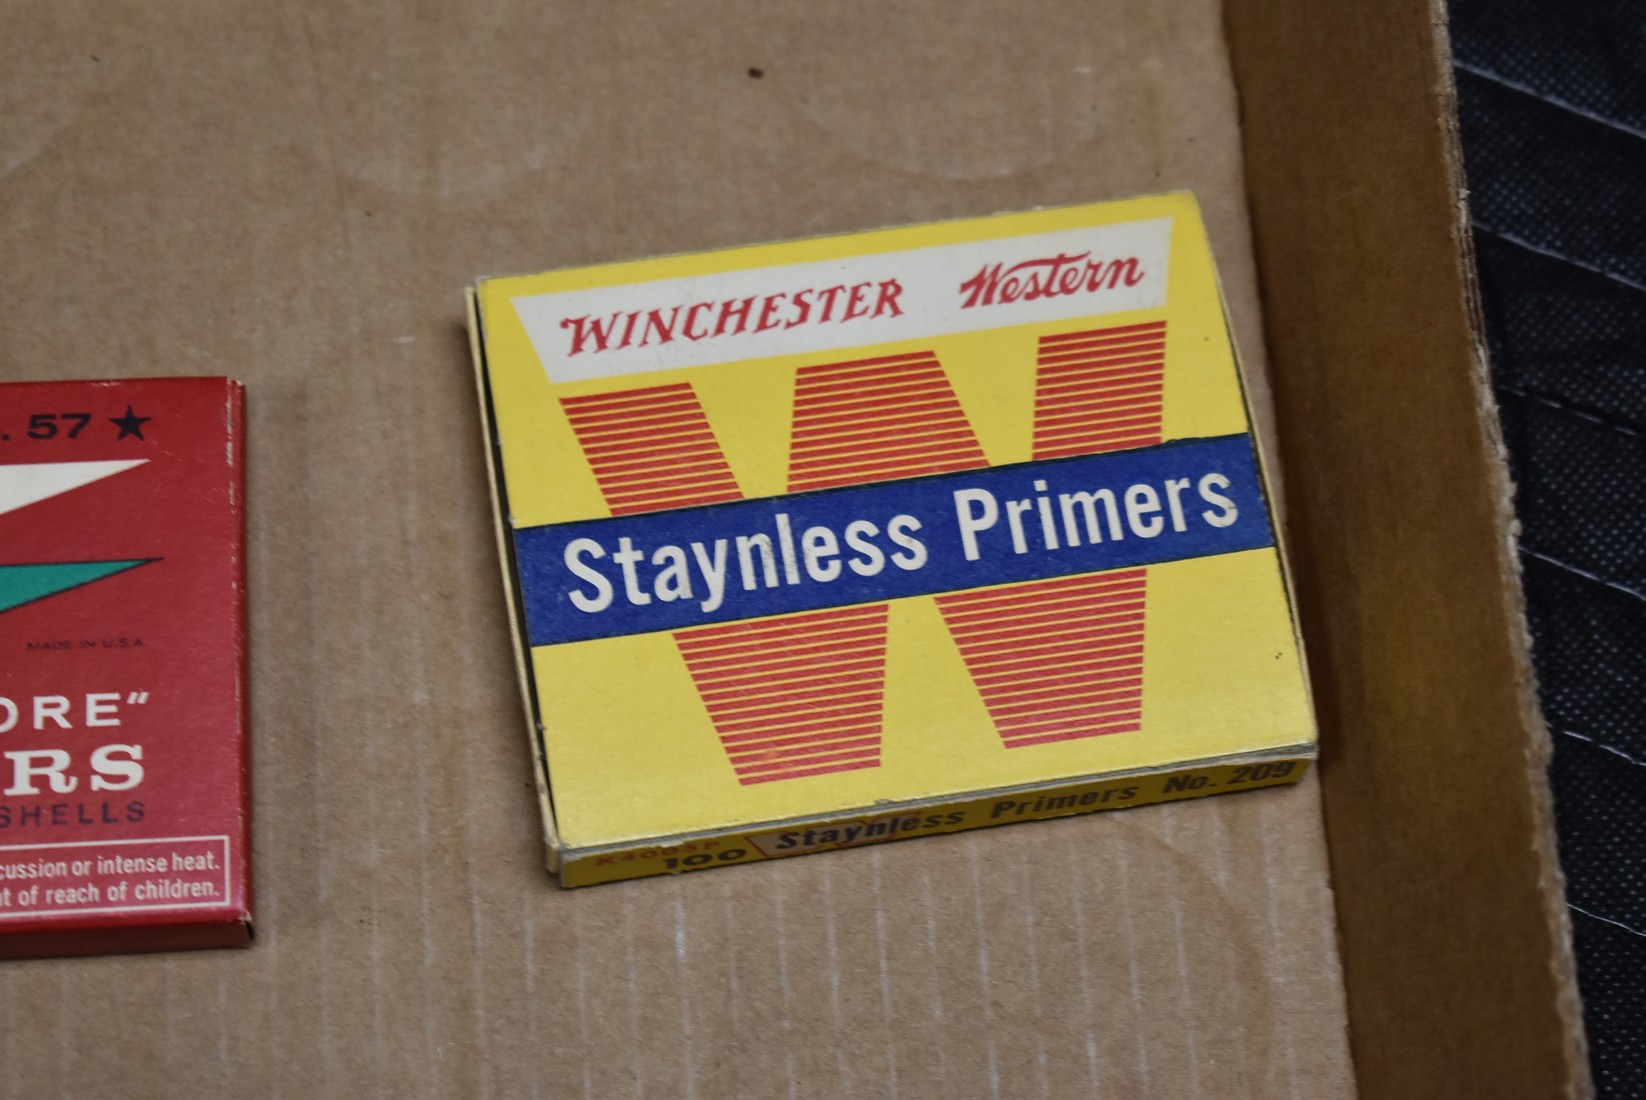 WINCHESTER Western
Staynless Primers
100 Staynless Primers No. 209
. 57 ★
MADE IN U.S.A.
ORE"
RS
SHELLS
cussion or intense heat.
t of reach of children.